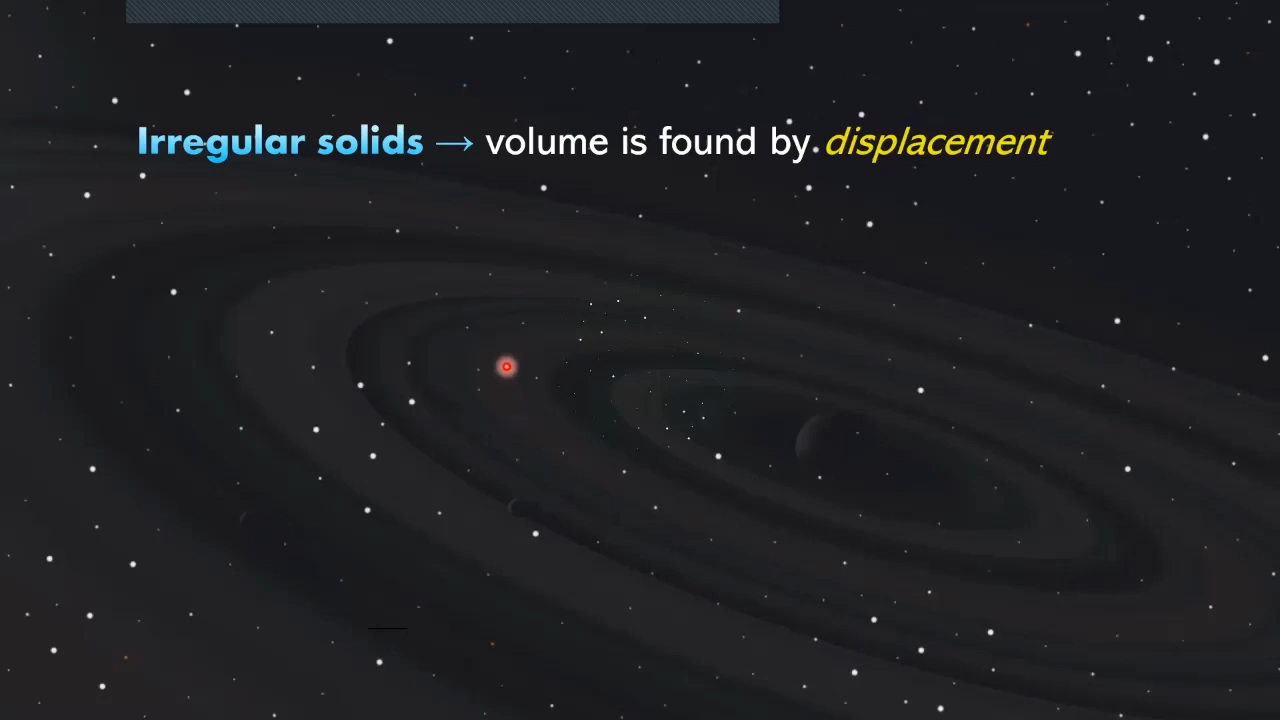 Irregular solids → volume is found by displacement